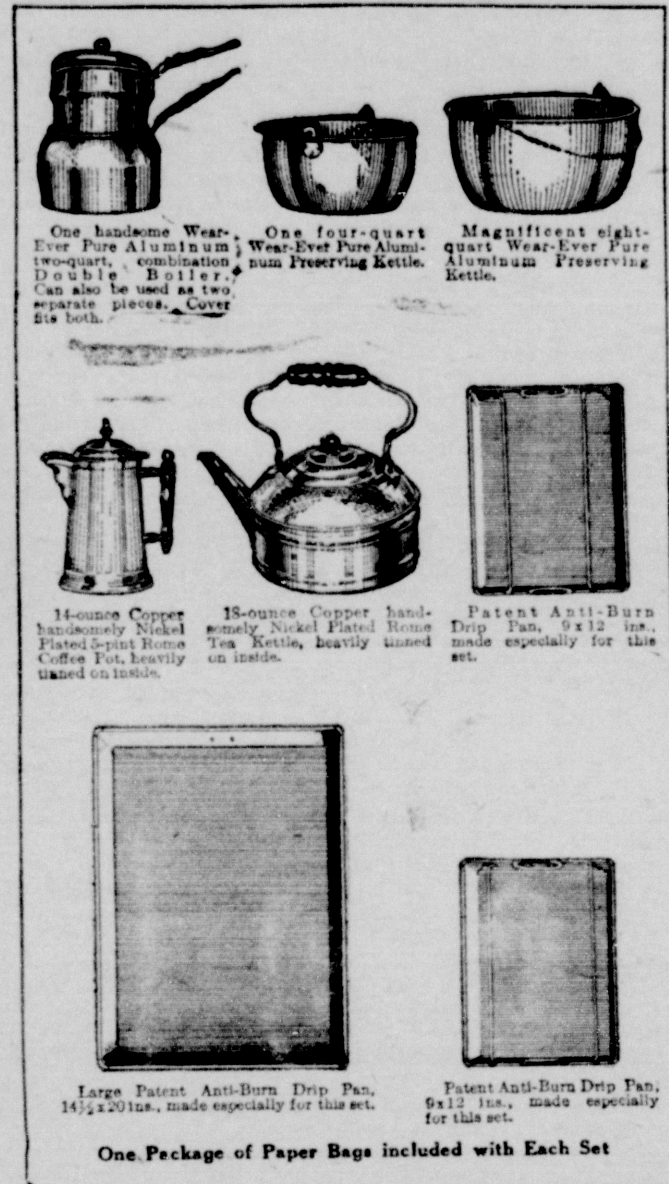 One handsome Wear-
Ever Pure Aluminum
two-quart, combination
Double Boiler.
Can also be used as two
separate pieces. Cover
fits both.
One four-quart
Wear-Ever Pure Alumi-
num Preserving Kettle.
Magnificent eight-
quart Wear-Ever Pure
Aluminum Preserving
Kettle.
14-ounce Copper
handsomely Nickel
Plated 5-pint Rome
Coffee Pot, heavily
tinned on inside.
18-ounce Copper hand-
somely Nickel Plated Rome
Tea Kettle, heavily tinned
on inside.
Patent Anti-Burn
Drip Pan, 9x12 ins.,
made especially for this
set.
Large Patent Anti-Burn Drip Pan,
14½x20 ins., made especially for this set.
Patent Anti-Burn Drip Pan,
9x12 ins., made especially
for this set.
One Package of Paper Bags included with Each Set